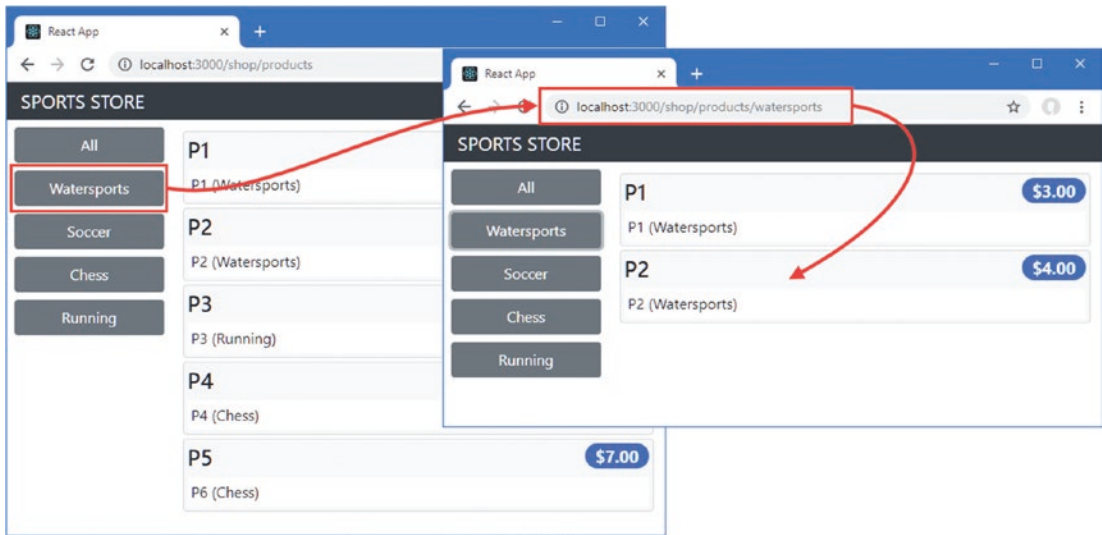 React App
localhost:3000/shop/products
SPORTS STORE
All
Watersports
Soccer
Chess
Running
P1
P1 (Watersports)
P2
P2 (Watersports)
P3
P3 (Running)
P4
P4 (Chess)
P5
$7.00
P6 (Chess)
React App
localhost:3000/shop/products/watersports
SPORTS STORE
All
Watersports
Soccer
Chess
Running
P1
$3.00
P1 (Watersports)
P2
$4.00
P2 (Watersports)